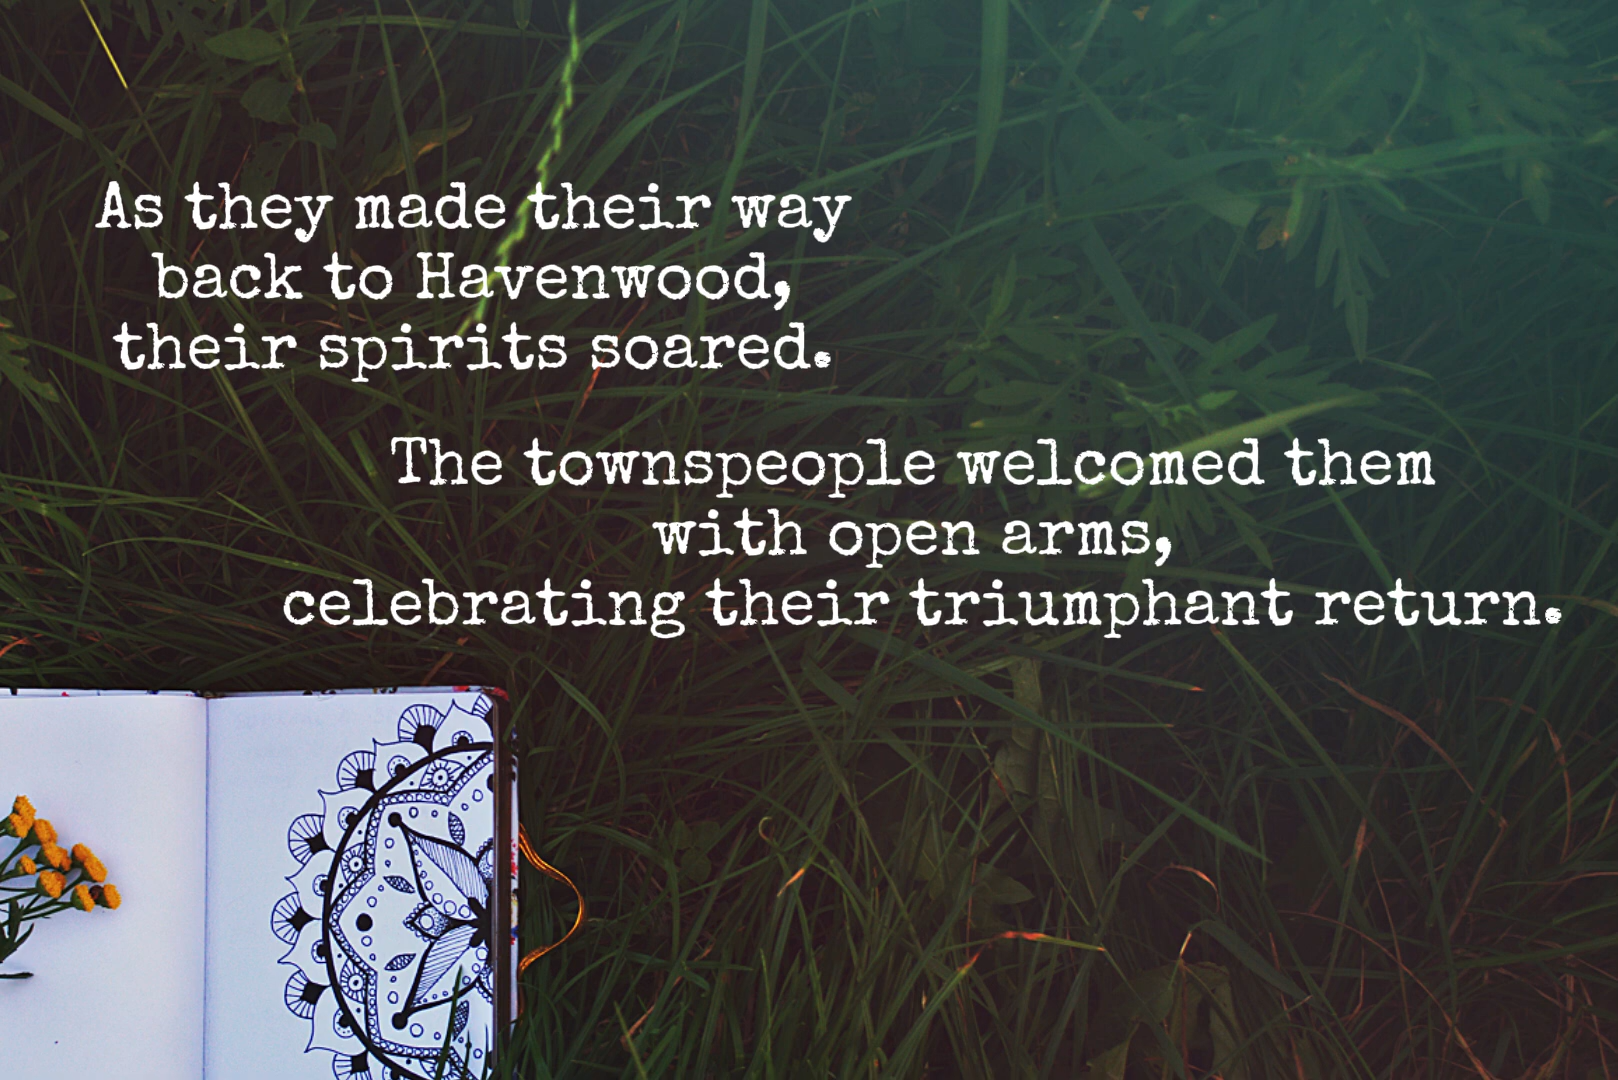 As they made their way
back to Havenwood,
their spirits soared.
The townspeople welcomed them
with open arms,
celebrating their triumphant return.